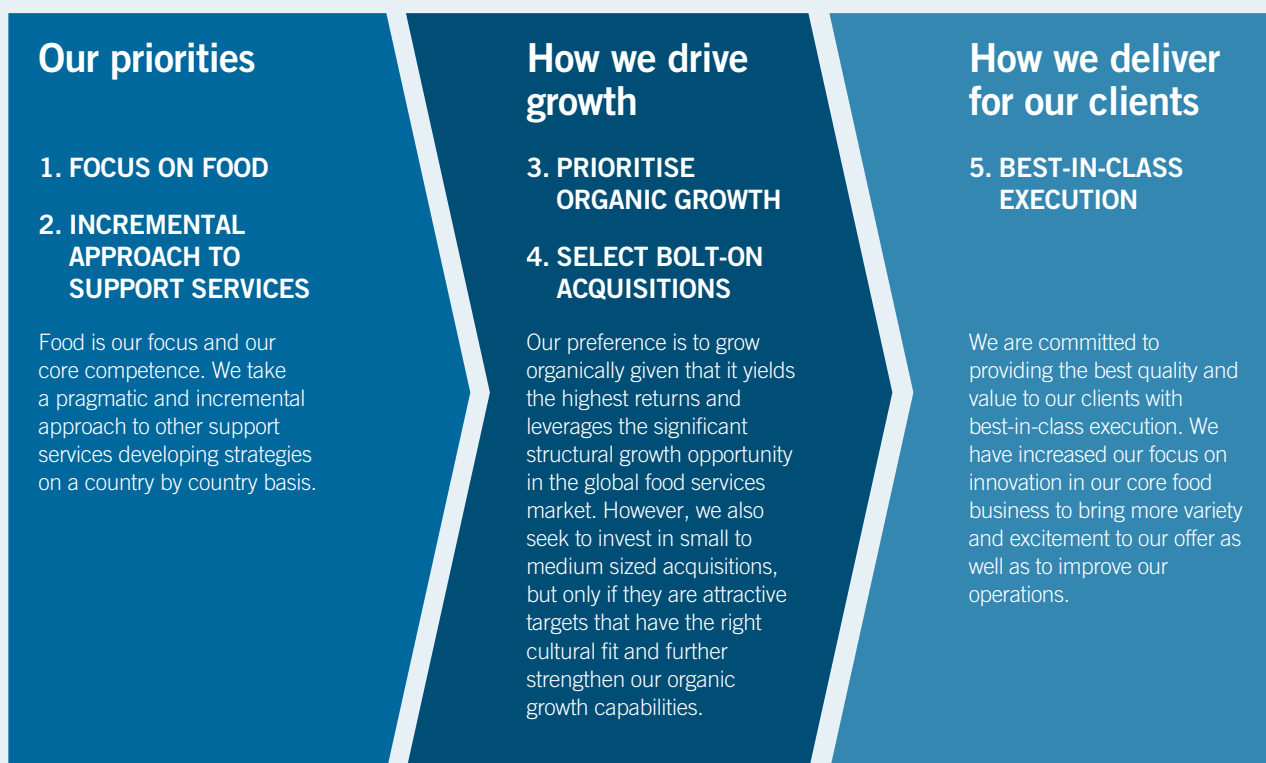 Our priorities
1. FOCUS ON FOOD
2. INCREMENTAL
APPROACH TO
SUPPORT SERVICES
Food is our focus and our
core competence. We take
a pragmatic and incremental
approach to other support
services developing strategies
on a country by country basis.
How we drive
growth
3. PRIORITISE
ORGANIC GROWTH
4. SELECT BOLT-ON
ACQUISITIONS
Our preference is to grow
organically given that it yields
the highest returns and
leverages the significant
structural growth opportunity
in the global food services
market. However, we also
seek to invest in small to
medium sized acquisitions,
but only if they are attractive
targets that have the right
cultural fit and further
strengthen our organic
growth capabilities.
How we deliver
for our clients
5. BEST-IN-CLASS
EXECUTION
We are committed to
providing the best quality and
value to our clients with
best-in-class execution. We
have increased our focus on
innovation in our core food
business to bring more variety
and excitement to our offer as
well as to improve our
operations.